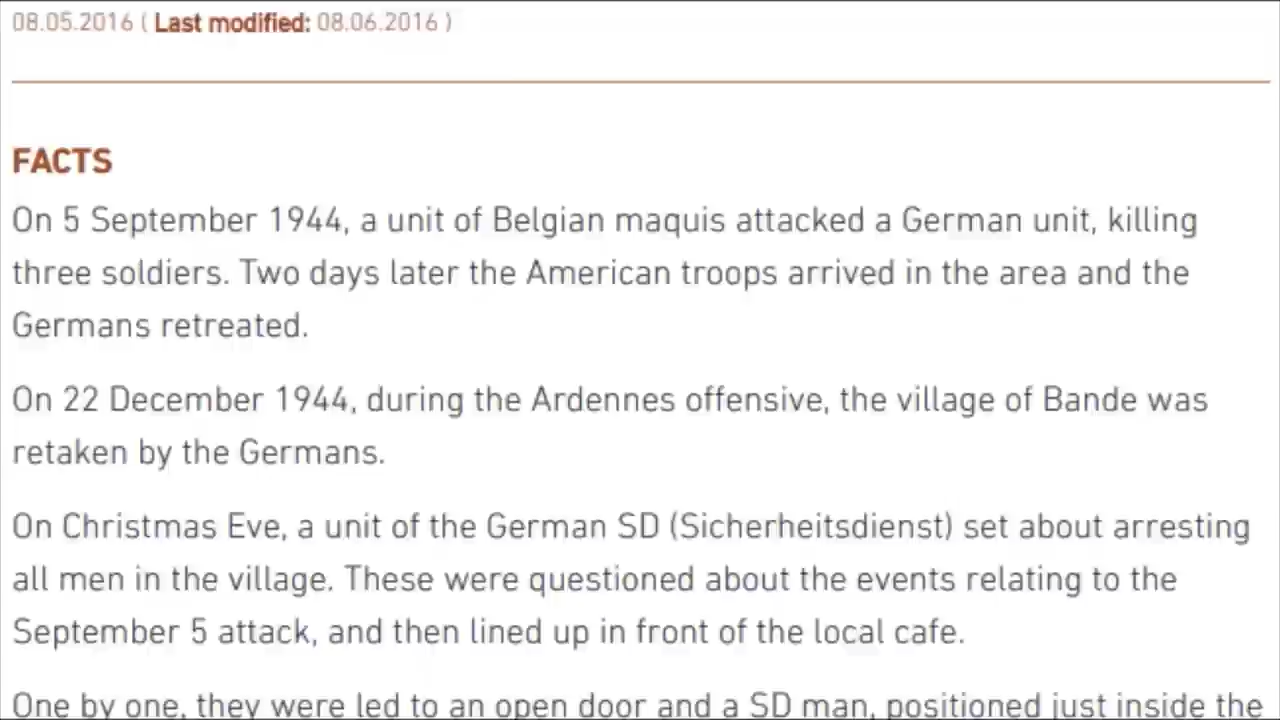 08.05.2016 ( Last modified: 08.06.2016 )
FACTS
On 5 September 1944, a unit of Belgian maquis attacked a German unit, killing
three soldiers. Two days later the American troops arrived in the area and the
Germans retreated.
On 22 December 1944, during the Ardennes offensive, the village of Bande was
retaken by the Germans.
On Christmas Eve, a unit of the German SD (Sicherheitsdienst) set about arresting
all men in the village. These were questioned about the events relating to the
September 5 attack, and then lined up in front of the local cafe.
One by one, they were led to an open door and a SD man, positioned just inside the